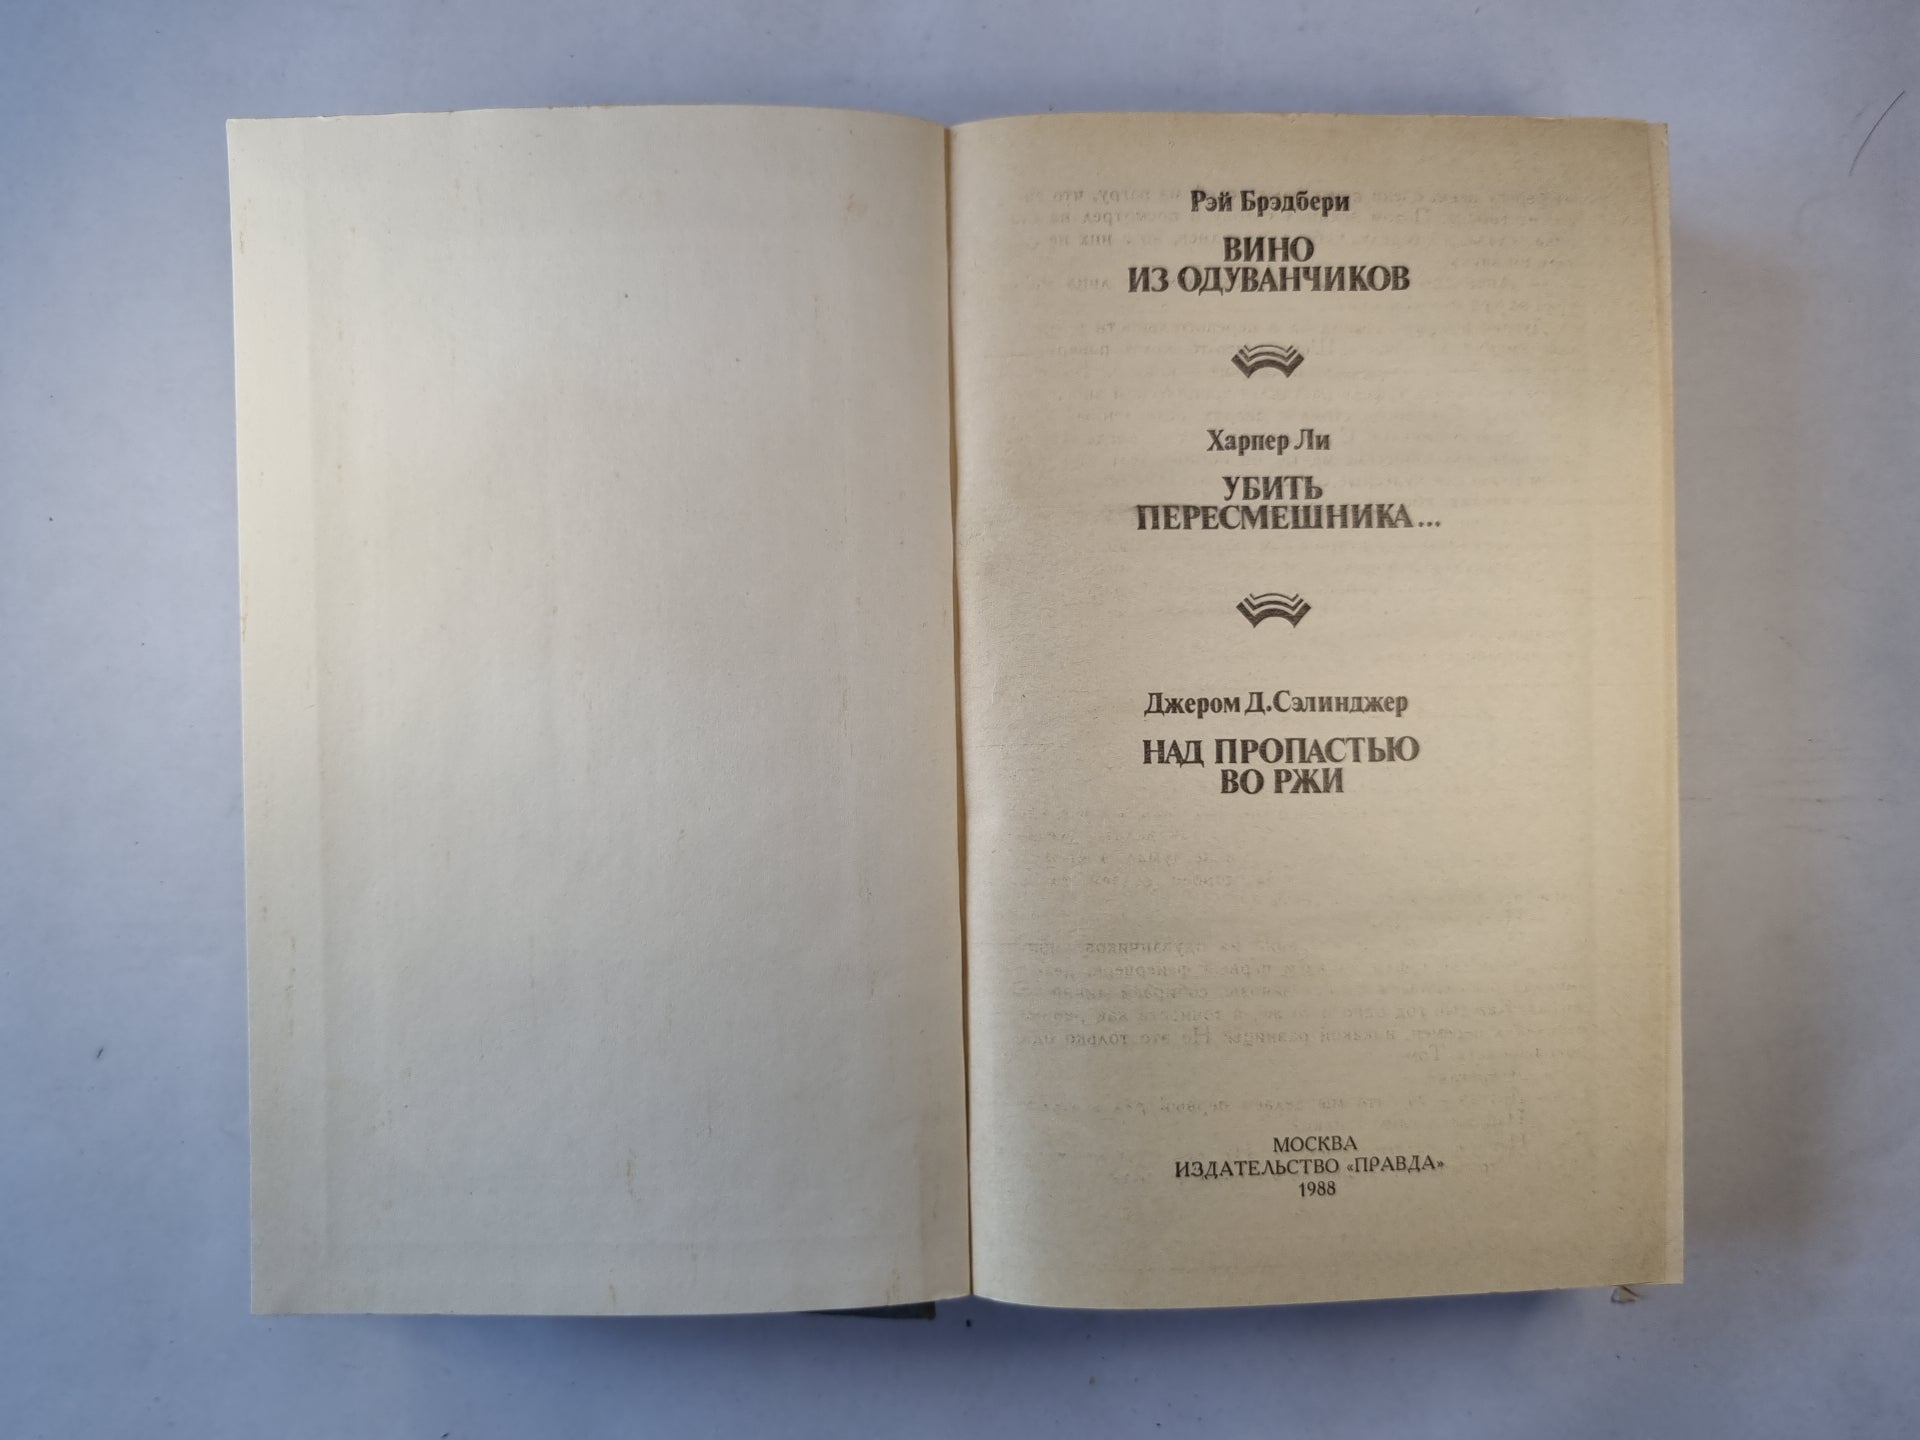 Рэй Брэдбери
ВИНО
ИЗ ОДУВАНЧИКОВ
Харпер Ли
УБИТЬ
ПЕРЕСМЕШНИКА...
Джером Д. Сэлинджер
НАД ПРОПАСТЬЮ
ВО РЖИ
МОСКВА
ИЗДАТЕЛЬСТВО «ПРАВДА»
1988